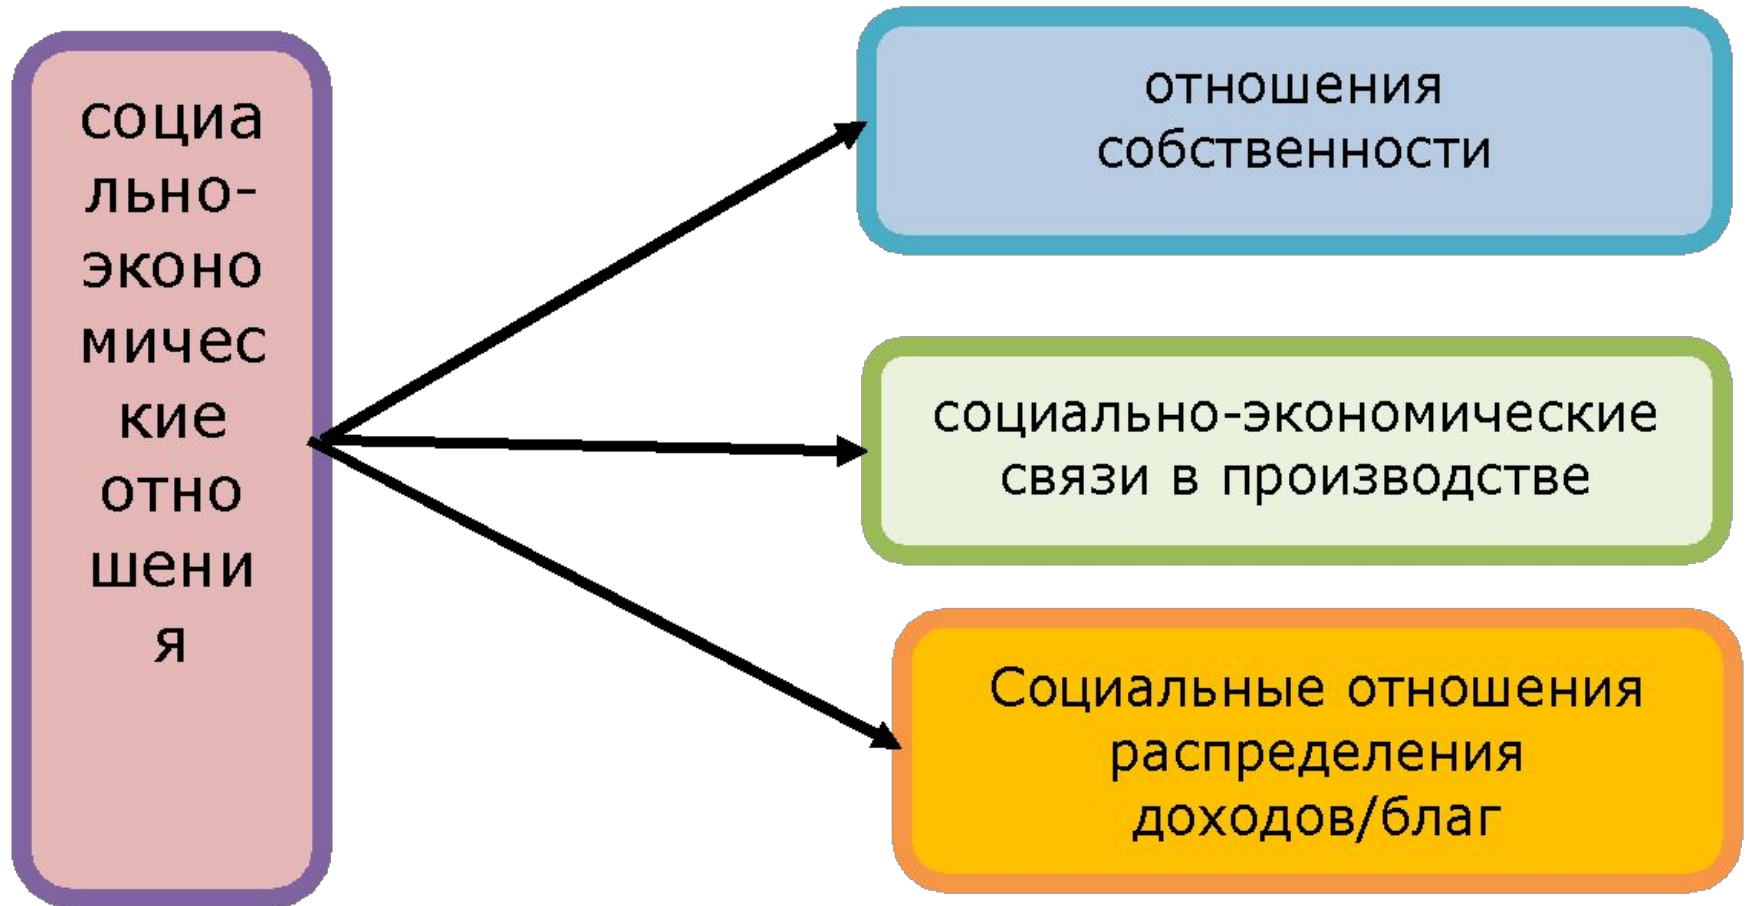 социа
льно-
эконо
мичес
кие
отно
шени
я
отношения
собственности
социально-экономические
связи в производстве
Социальные отношения
распределения
доходов/благ